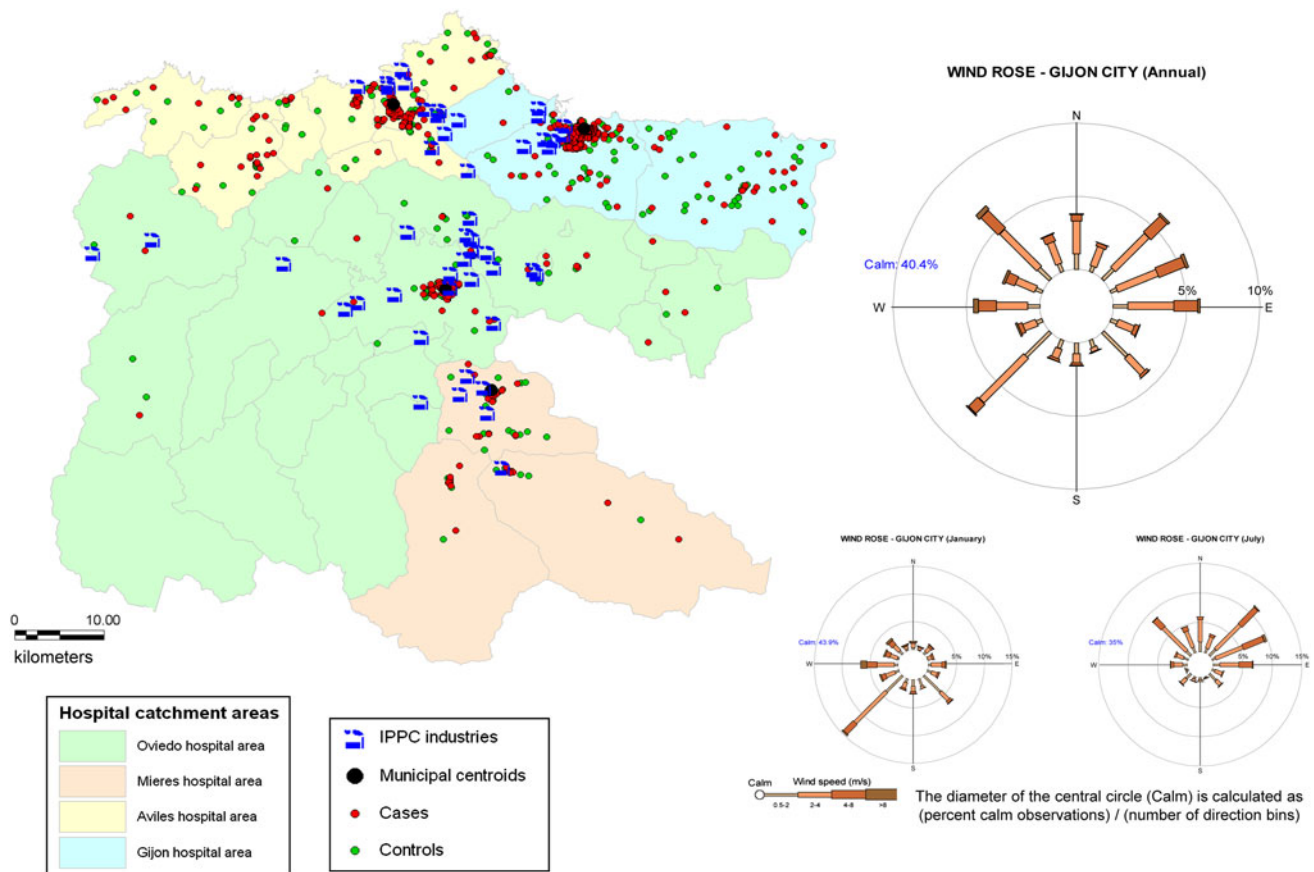 WIND ROSE - GIJON CITY (Annual)
N
Calm: 40.4%
5%
10%
W
E
S
WIND ROSE - GIJON CITY (January)
N
Calm: 43.9%
5%
10%
15%
W
E
S
WIND ROSE - GIJON CITY (July)
N
Calm: 35%
5%
10%
15%
W
E
S
0
10.00
kilometers
Hospital catchment areas
Oviedo hospital area
Mieres hospital area
Aviles hospital area
Gijon hospital area
IPPC industries
Municipal centroids
Cases
Controls
Calm
Wind speed (m/s)
0.5-2
2-4
4-8
>8
The diameter of the central circle (Calm) is calculated as
(percent calm observations) / (number of direction bins)